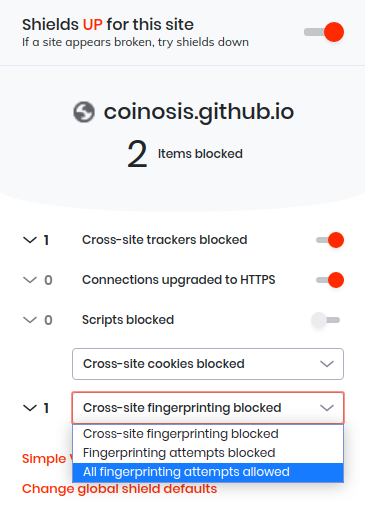 Shields UP for this site
If a site appears broken, try shields down
coinosis.github.io
2 Items blocked
1 Cross-site trackers blocked
0 Connections upgraded to HTTPS
0 Scripts blocked
Cross-site cookies blocked
1 Cross-site fingerprinting blocked
Cross-site fingerprinting blocked
Fingerprinting attempts blocked
Simple
All fingerprinting attempts allowed
Change global shield defaults